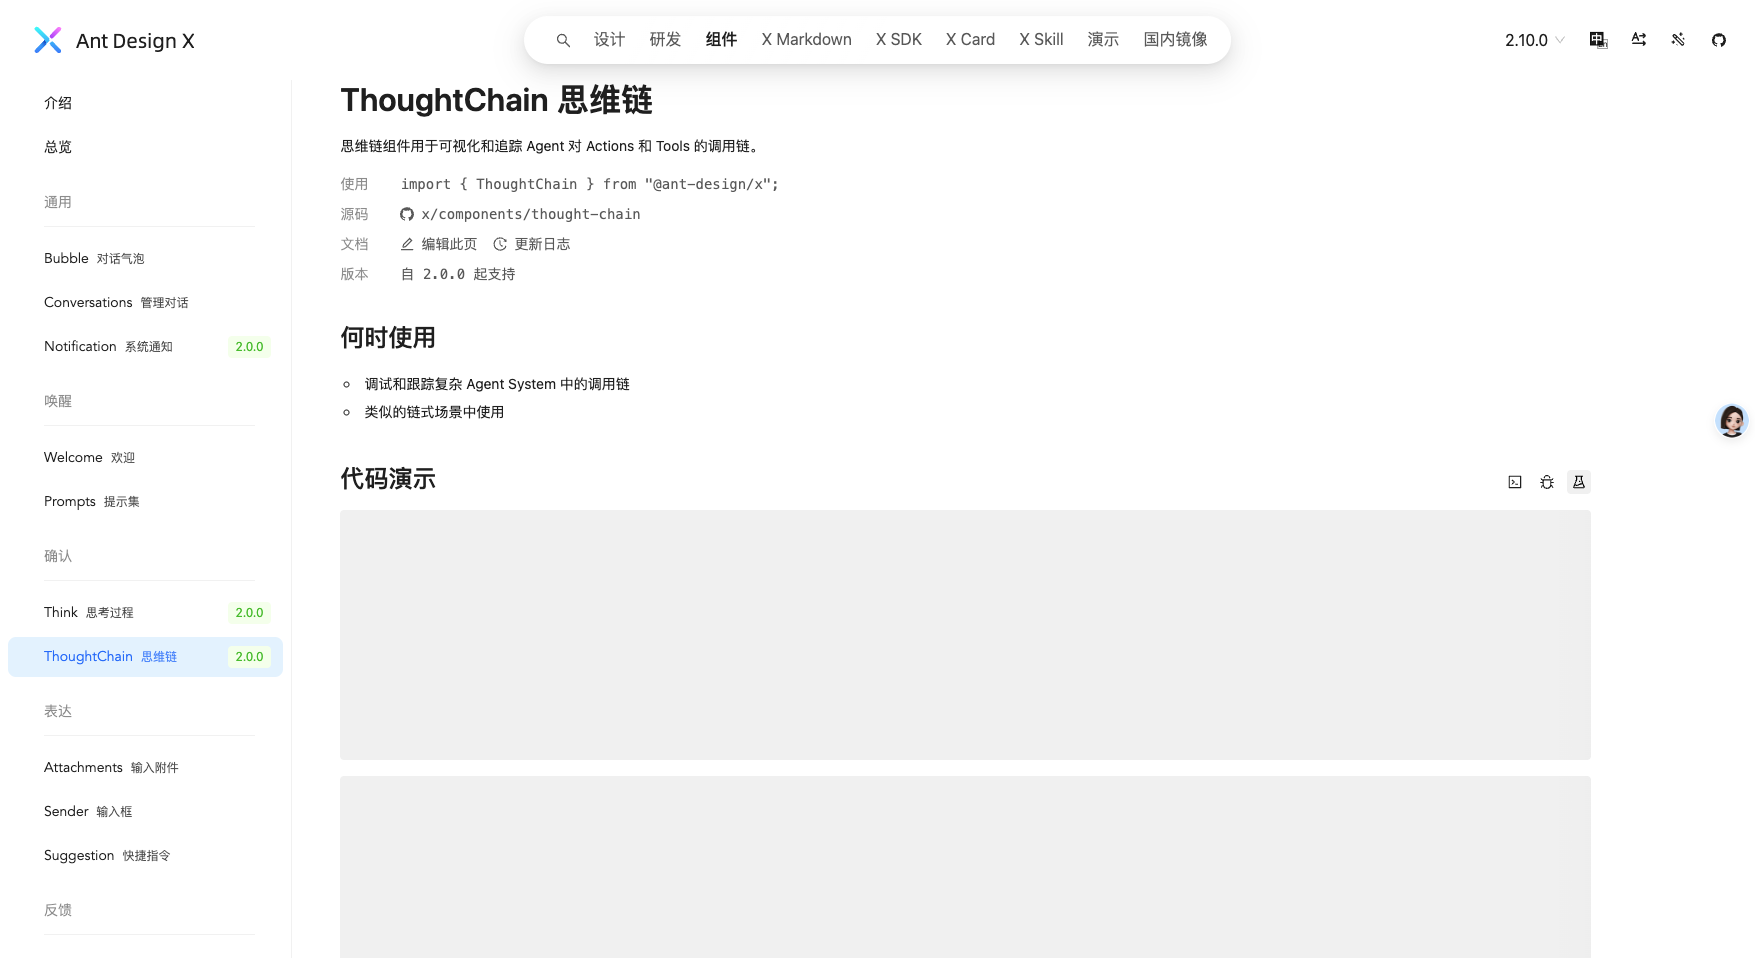 Ant Design X
设计 研发 组件 X Markdown X SDK X Card X Skill 演示 国内镜像
2.10.0
介绍
总览
通用
Bubble 对话气泡
Conversations 管理对话
Notification 系统通知 2.0.0
唤醒
Welcome 欢迎
Prompts 提示集
确认
Think 思考过程 2.0.0
ThoughtChain 思维链 2.0.0
表达
Attachments 输入附件
Sender 输入框
Suggestion 快捷指令
反馈
ThoughtChain 思维链
思维链组件用于可视化和追踪 Agent 对 Actions 和 Tools 的调用链。
使用 import { ThoughtChain } from "@ant-design/x";
源码 x/components/thought-chain
文档 编辑此页 更新日志
版本 自 2.0.0 起支持
何时使用
调试和跟踪复杂 Agent System 中的调用链
类似的链式场景中使用
代码演示